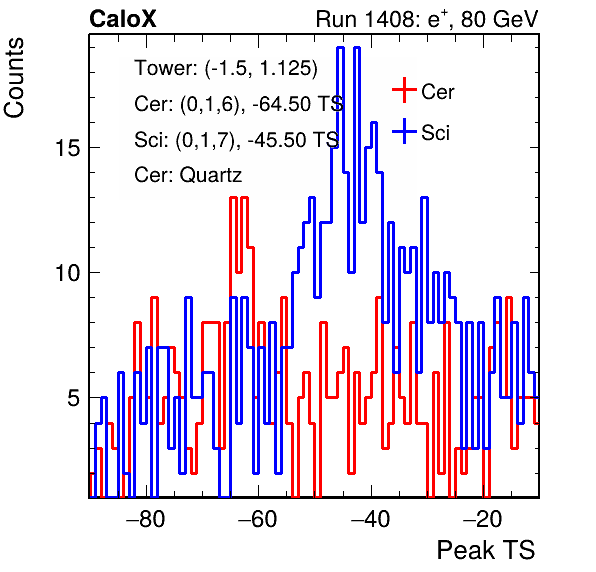 CaloX Run 1408: e⁺, 80 GeV
Counts
Tower: (-1.5, 1.125)
Cer: (0,1,6), -64.50 TS
Sci: (0,1,7), -45.50 TS
Cer: Quartz
Cer
Sci
15
10
5
−80 −60 −40 −20
Peak TS